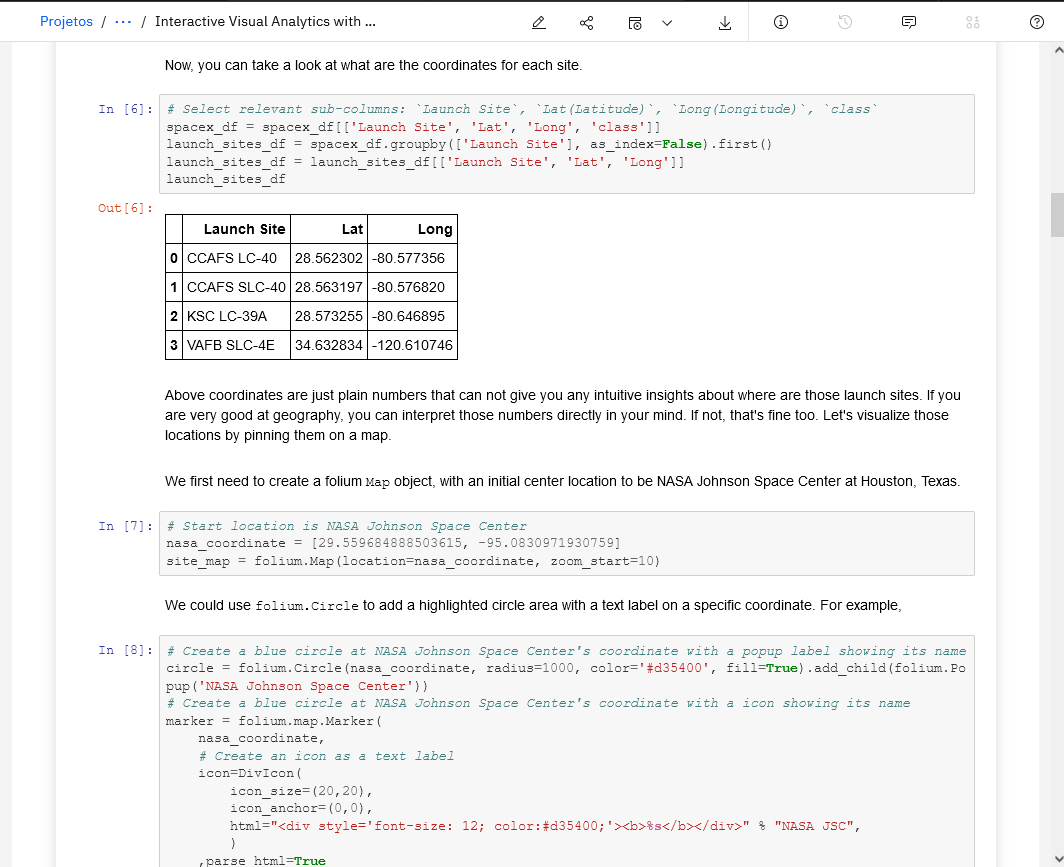 Projetos / ··· / Interactive Visual Analytics with ...
Now, you can take a look at what are the coordinates for each site.
In [6]: # Select relevant sub-columns: `Launch Site`, `Lat(Latitude)`, `Long(Longitude)`, `class`
spacex_df = spacex_df[['Launch Site', 'Lat', 'Long', 'class']]
launch_sites_df = spacex_df.groupby(['Launch Site'], as_index=False).first()
launch_sites_df = launch_sites_df[['Launch Site', 'Lat', 'Long']]
launch_sites_df
Out[6]:
Launch Site Lat Long
0 CCAFS LC-40 28.562302 -80.577356
1 CCAFS SLC-40 28.563197 -80.576820
2 KSC LC-39A 28.573255 -80.646895
3 VAFB SLC-4E 34.632834 -120.610746
Above coordinates are just plain numbers that can not give you any intuitive insights about where are those launch sites. If you
are very good at geography, you can interpret those numbers directly in your mind. If not, that's fine too. Let's visualize those
locations by pinning them on a map.
We first need to create a folium Map object, with an initial center location to be NASA Johnson Space Center at Houston, Texas.
In [7]: # Start location is NASA Johnson Space Center
nasa_coordinate = [29.559684888503615, -95.0830971930759]
site_map = folium.Map(location=nasa_coordinate, zoom_start=10)
We could use folium.Circle to add a highlighted circle area with a text label on a specific coordinate. For example,
In [8]: # Create a blue circle at NASA Johnson Space Center's coordinate with a popup label showing its name
circle = folium.Circle(nasa_coordinate, radius=1000, color='#d35400', fill=True).add_child(folium.Po
pup('NASA Johnson Space Center'))
# Create a blue circle at NASA Johnson Space Center's coordinate with a icon showing its name
marker = folium.map.Marker(
nasa_coordinate,
# Create an icon as a text label
icon=DivIcon(
icon_size=(20,20),
icon_anchor=(0,0),
html="<div style='font-size: 12; color:#d35400;'><b>%s</b></div>" % "NASA JSC",
)
,parse_html=True